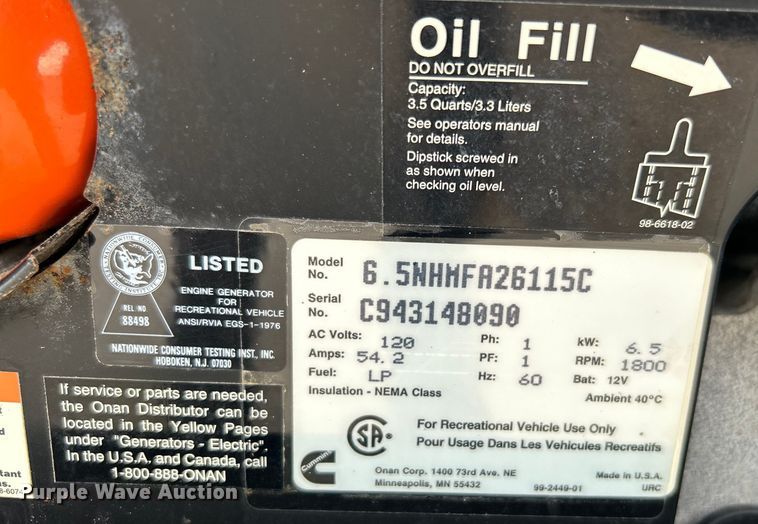 Oil Fill
DO NOT OVERFILL
Capacity:
3.5 Quarts/3.3 Liters
See operators manual
for details.
Dipstick screwed in
as shown when
checking oil level.
98-6618-02
NATIONWIDE CONSUMER
TESTING INSTITUTE
REL NO
88498
LISTED
ENGINE GENERATOR
FOR
RECREATIONAL VEHICLE
ANSI/RVIA EGS-1-1976
NATIONWIDE CONSUMER TESTING INST, INC.
HOBOKEN, N.J. 07030
Model
No. 6.5NHMFA26115C
Serial
No. C943148090
AC Volts: 120 Ph: 1 kW: 6.5
Amps: 54.2 PF: 1 RPM: 1800
Fuel: LP Hz: 60 Bat: 12V
Insulation - NEMA Class Ambient 40°C
For Recreational Vehicle Use Only
Pour Usage Dans Les Vehicules Recreatifs
Cummins
Onan Corp. 1400 73rd Ave. NE
Minneapolis, MN 55432
99-2449-01
Made in U.S.A.
URC
If service or parts are needed,
the Onan Distributor can be
located in the Yellow Pages
under "Generators - Electric".
In the U.S.A. and Canada, call
1-800-888-ONAN
Purple Wave Auction